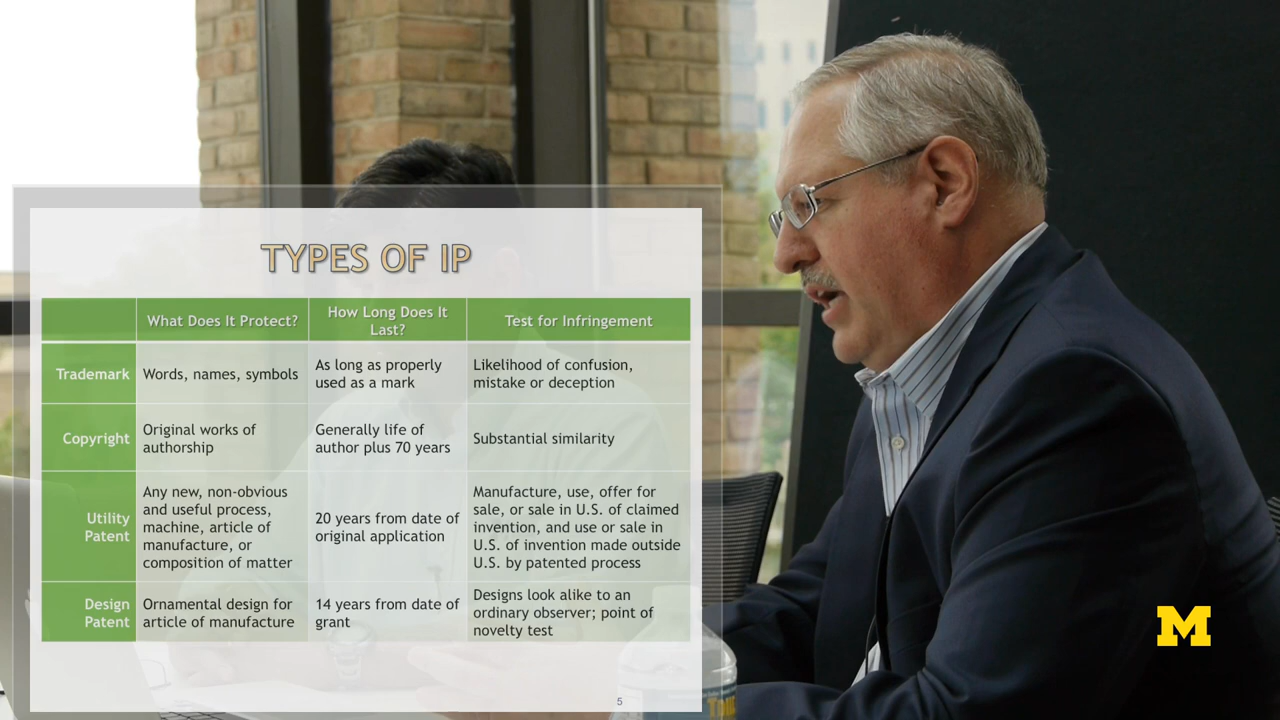 TYPES OF IP
What Does It Protect?
How Long Does It
Last?
Test for Infringement
Trademark
Words, names, symbols
As long as properly
used as a mark
Likelihood of confusion,
mistake or deception
Copyright
Original works of
authorship
Generally life of
author plus 70 years
Substantial similarity
Utility
Patent
Any new, non-obvious
and useful process,
machine, article of
manufacture, or
composition of matter
20 years from date of
original application
Manufacture, use, offer for
sale, or sale in U.S. of claimed
invention, and use or sale in
U.S. of invention made outside
U.S. by patented process
Design
Patent
Ornamental design for
article of manufacture
14 years from date of
grant
Designs look alike to an
ordinary observer; point of
novelty test
5
M